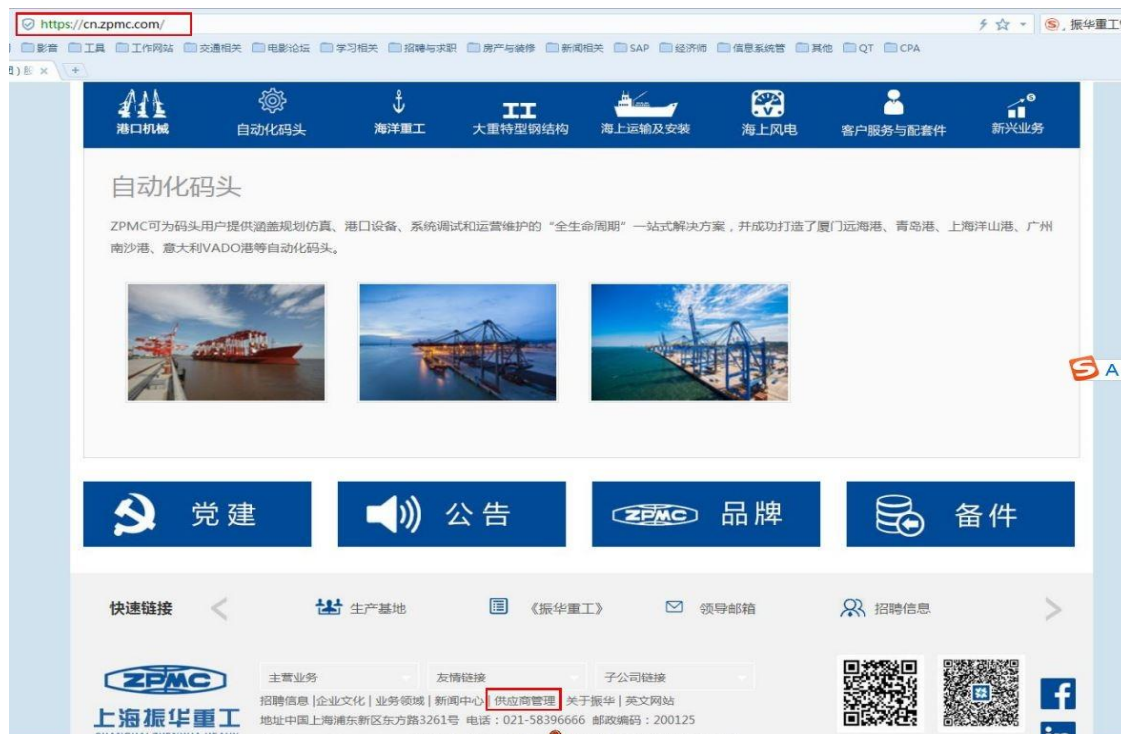 https://cn.zpmc.com/
振华重工
影音 工具 工作网站 交通相关 电影论坛 学习相关 招聘与求职 房产与装修 新闻相关 SAP 经济师 信息系统管 其他 QT CPA
港口机械 自动化码头 海洋重工 大重特型钢结构 海上运输及安装 海上风电 客户服务与配套件 新兴业务
自动化码头
ZPMC可为码头用户提供涵盖规划仿真、港口设备、系统调试和运营维护的“全生命周期”一站式解决方案，并成功打造了厦门远海港、青岛港、上海洋山港、广州
南沙港、意大利VADO港等自动化码头。
A
党建 公告 ZPMC 品牌 备件
快速链接 生产基地 《振华重工》 领导邮箱 招聘信息
ZPMC
上海振华重工
主营业务 友情链接 子公司链接
招聘信息 |企业文化 | 业务领域 | 新闻中心 | 供应商管理 | 关于振华 | 英文网站
地址中国上海浦东新区东方路3261号 电话：021-58396666 邮政编码：200125
f
in